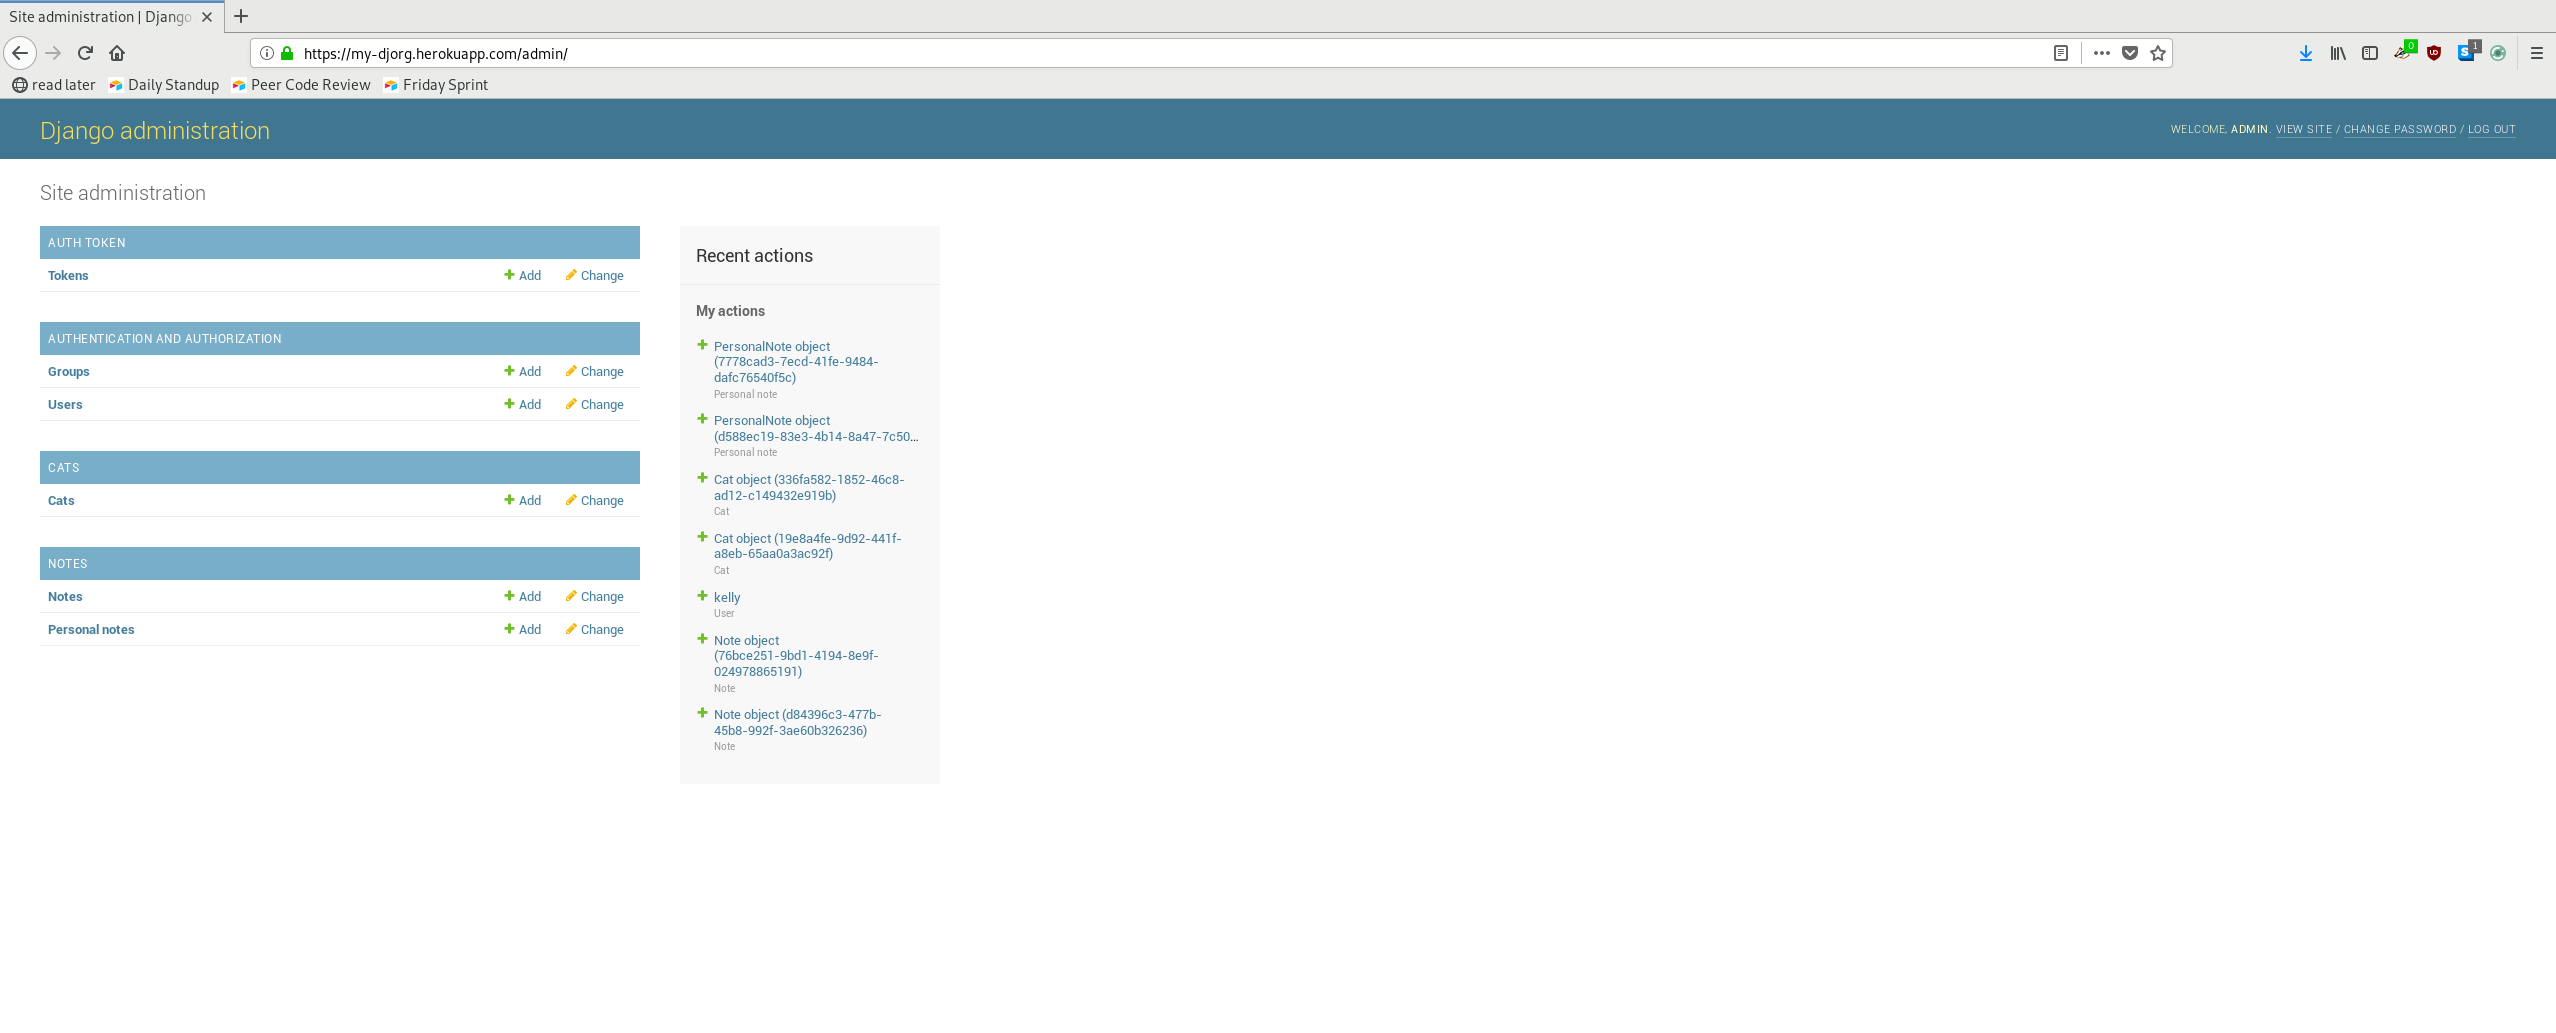 Site administration | Django
https://my-djorg.herokuapp.com/admin/
0
1
read later Daily Standup Peer Code Review Friday Sprint
Django administration
WELCOME, ADMIN. VIEW SITE / CHANGE PASSWORD / LOG OUT
Site administration
AUTH TOKEN
Tokens Add Change
AUTHENTICATION AND AUTHORIZATION
Groups Add Change
Users Add Change
CATS
Cats Add Change
NOTES
Notes Add Change
Personal notes Add Change
Recent actions
My actions
PersonalNote object
(7778cad3-7ecd-41fe-9484-
dafc76540f5c)
Personal note
PersonalNote object
(d588ec19-83e3-4b14-8a47-7c50...
Personal note
Cat object (336fa582-1852-46c8-
ad12-c149432e919b)
Cat
Cat object (19e8a4fe-9d92-441f-
a8eb-65aa0a3ac92f)
Cat
kelly
User
Note object
(76bce251-9bd1-4194-8e9f-
024978865191)
Note
Note object (d84396c3-477b-
45b8-992f-3ae60b326236)
Note